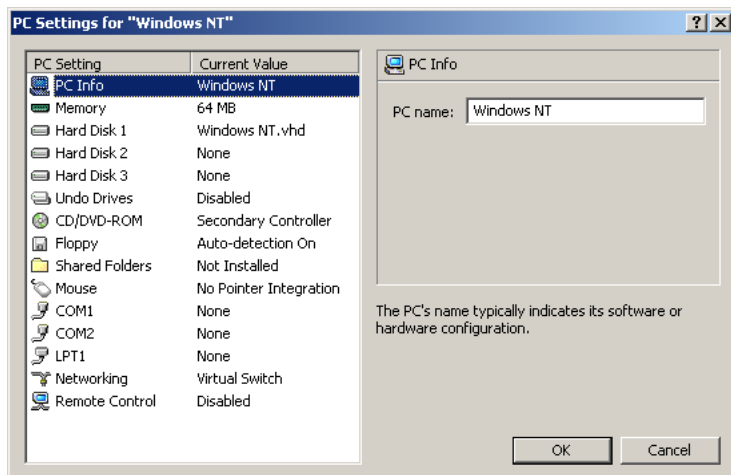 PC Settings for "Windows NT"
PC Setting Current Value
PC Info Windows NT
Memory 64 MB
Hard Disk 1 Windows NT.vhd
Hard Disk 2 None
Hard Disk 3 None
Undo Drives Disabled
CD/DVD-ROM Secondary Controller
Floppy Auto-detection On
Shared Folders Not Installed
Mouse No Pointer Integration
COM1 None
COM2 None
LPT1 None
Networking Virtual Switch
Remote Control Disabled
PC Info
PC name: Windows NT
The PC's name typically indicates its software or
hardware configuration.
OK Cancel